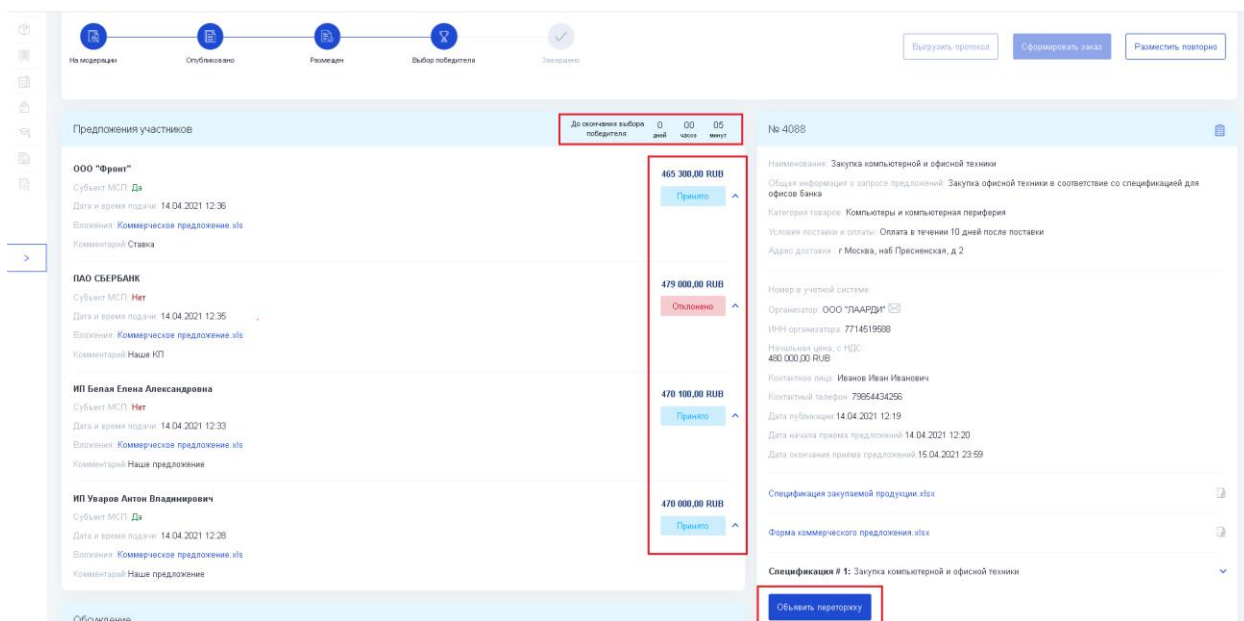 На модерации
Опубликовано
Размещен
Выбор победителя
Завершено
Выгрузить протокол
Сформировать заказ
Разместить повторно
Предложения участников
До окончания выбора победителя:
0 дней 00 часов 05 минут
ООО "Фронт"
465 300,00 RUB
Субъект МСП: Да
Принято
Дата и время подачи: 14.04.2021 12:36
Вложения: Коммерческое предложение.xls
Комментарий: Ставка
ПАО СБЕРБАНК
479 000,00 RUB
Субъект МСП: Нет
Отклонено
Дата и время подачи: 14.04.2021 12:35
Вложения: Коммерческое предложение.xls
Комментарий: Наше КП
ИП Белая Елена Александровна
470 100,00 RUB
Субъект МСП: Нет
Принято
Дата и время подачи: 14.04.2021 12:33
Вложения: Коммерческое предложение.xls
Комментарий: Наше предложение
ИП Уваров Антон Владимирович
470 000,00 RUB
Субъект МСП: Да
Принято
Дата и время подачи: 14.04.2021 12:28
Вложения: Коммерческое предложение.xls
Комментарий: Наше предложение
Обсуждение
№ 4088
Наименование: Закупка компьютерной и офисной техники
Общая информация о запросе предложений: Закупка офисной техники в соответствие со спецификацией для
офисов банка
Категория товаров: Компьютеры и компьютерная периферия
Условия поставки и оплаты: Оплата в течении 10 дней после поставки
Адрес доставки : г Москва, наб Пресненская, д 2
Номер в учетной системе
Организатор: ООО "ЛААРДИ"
ИНН организатора: 7714519588
Начальная цена, с НДС:
480 000,00 RUB
Контактное лицо: Иванов Иван Иванович
Контактный телефон: 79854434256
Дата публикации: 14.04.2021 12:19
Дата начала приёма предложений: 14.04.2021 12:20
Дата окончания приёма предложений: 15.04.2021 23:59
Спецификация закупаемой продукции.xlsx
Форма коммерческого предложения.xlsx
Спецификация # 1: Закупка компьютерной и офисной техники
Объявить переторжку